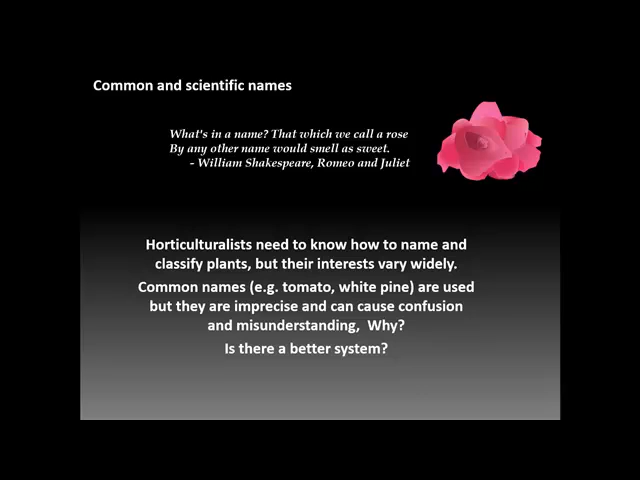 Common and scientific names
What's in a name? That which we call a rose
By any other name would smell as sweet.
- William Shakespeare, Romeo and Juliet
Horticulturalists need to know how to name and
classify plants, but their interests vary widely.
Common names (e.g. tomato, white pine) are used
but they are imprecise and can cause confusion
and misunderstanding,  Why?
Is there a better system?